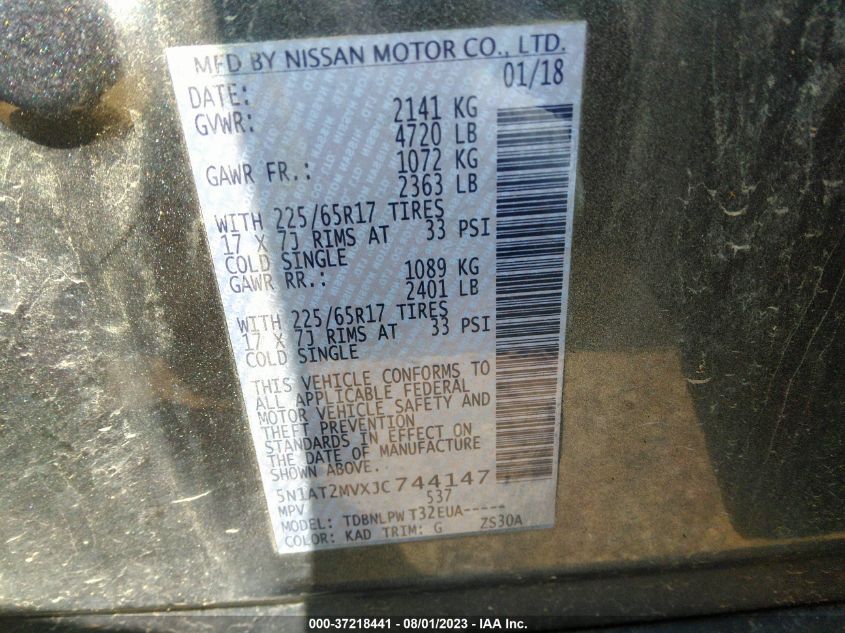 MFD BY NISSAN MOTOR CO., LTD.
DATE: 01/18
GVWR: 2141 KG
4720 LB
GAWR FR.: 1072 KG
2363 LB
WITH 225/65R17 TIRES
17 X 7J RIMS AT 33 PSI
COLD SINGLE
GAWR RR.: 1089 KG
2401 LB
WITH 225/65R17 TIRES
17 X 7J RIMS AT 33 PSI
COLD SINGLE
THIS VEHICLE CONFORMS TO
ALL APPLICABLE FEDERAL
MOTOR VEHICLE SAFETY AND
THEFT PREVENTION
STANDARDS IN EFFECT ON
THE DATE OF MANUFACTURE
SHOWN ABOVE.
5N1AT2MVXJC744147
MPV 537
MODEL: TDBNLPW T32EUA-----
COLOR: KAD TRIM: G ZS30A
000-37218441 - 08/01/2023 - IAA Inc.